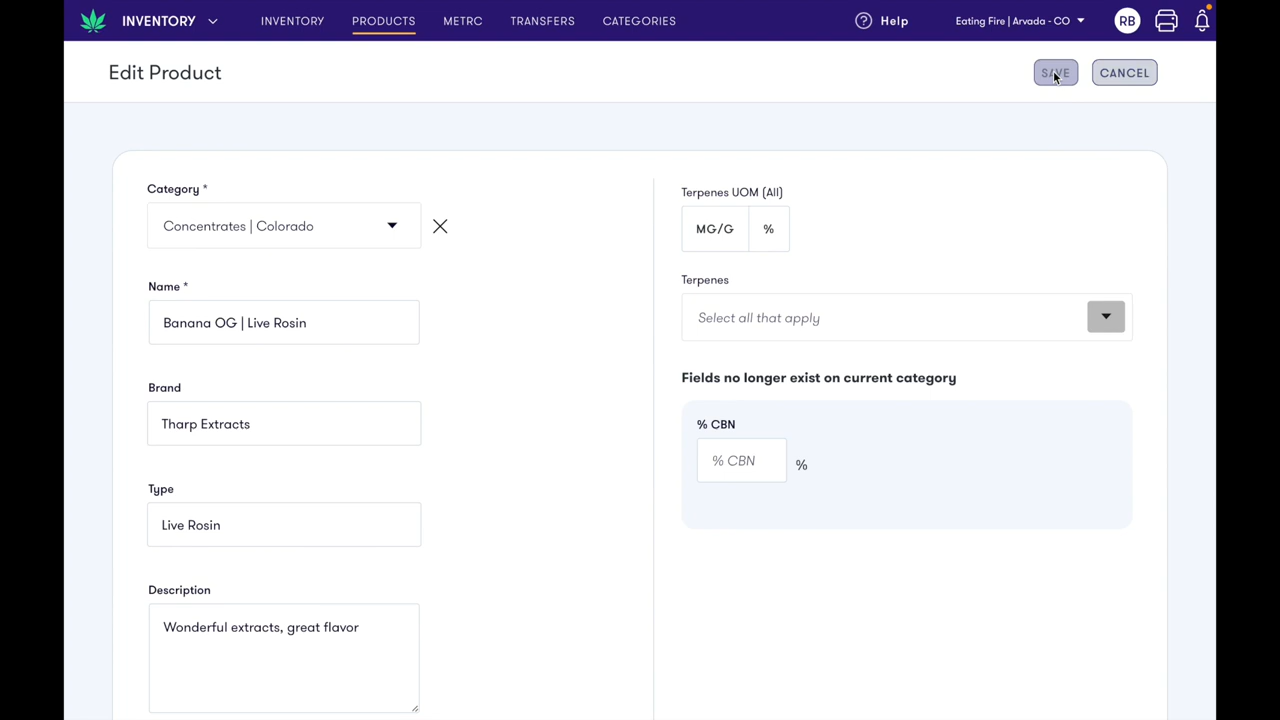 INVENTORY INVENTORY PRODUCTS METRC TRANSFERS CATEGORIES Help Eating Fire | Arvada - CO RB
Edit Product SAVE CANCEL
Category *
Concentrates | Colorado
Name *
Banana OG | Live Rosin
Brand
Tharp Extracts
Type
Live Rosin
Description
Wonderful extracts, great flavor
Terpenes UOM (All)
MG/G %
Terpenes
Select all that apply
Fields no longer exist on current category
% CBN
% CBN %